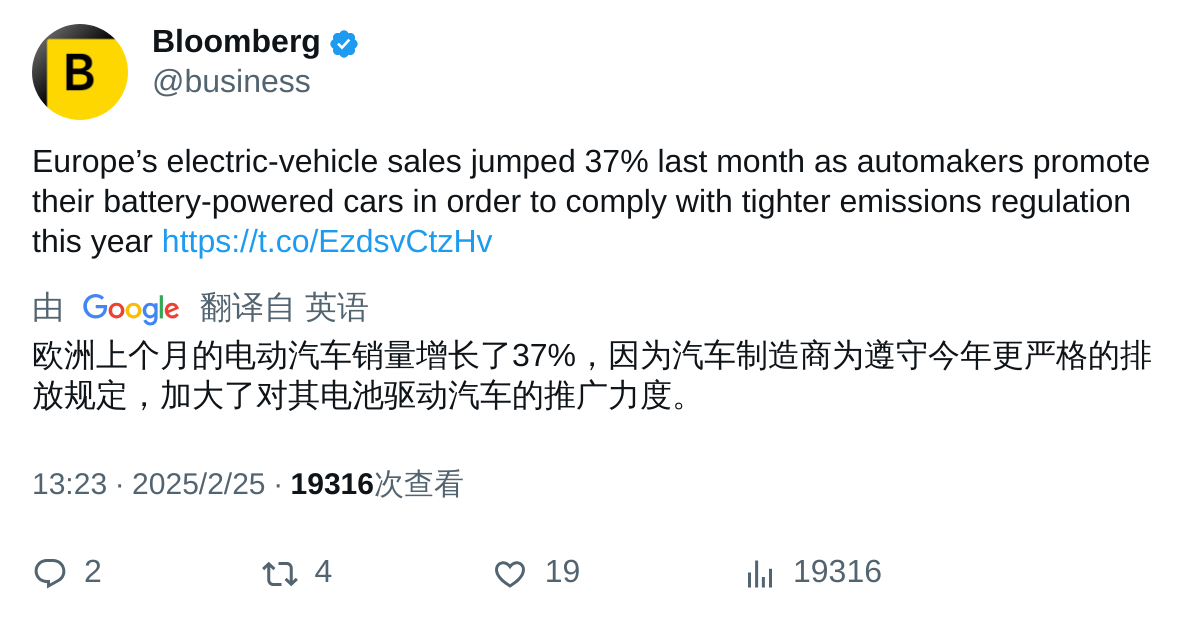 B
Bloomberg
@business
Europe’s electric-vehicle sales jumped 37% last month as automakers promote
their battery-powered cars in order to comply with tighter emissions regulation
this year https://t.co/EzdsvCtzHv
由 Google 翻译自 英语
欧洲上个月的电动汽车销量增长了37%，因为汽车制造商为遵守今年更严格的排
放规定，加大了对其电池驱动汽车的推广力度。
13:23 · 2025/2/25 · 19316次查看
2 4 19 19316